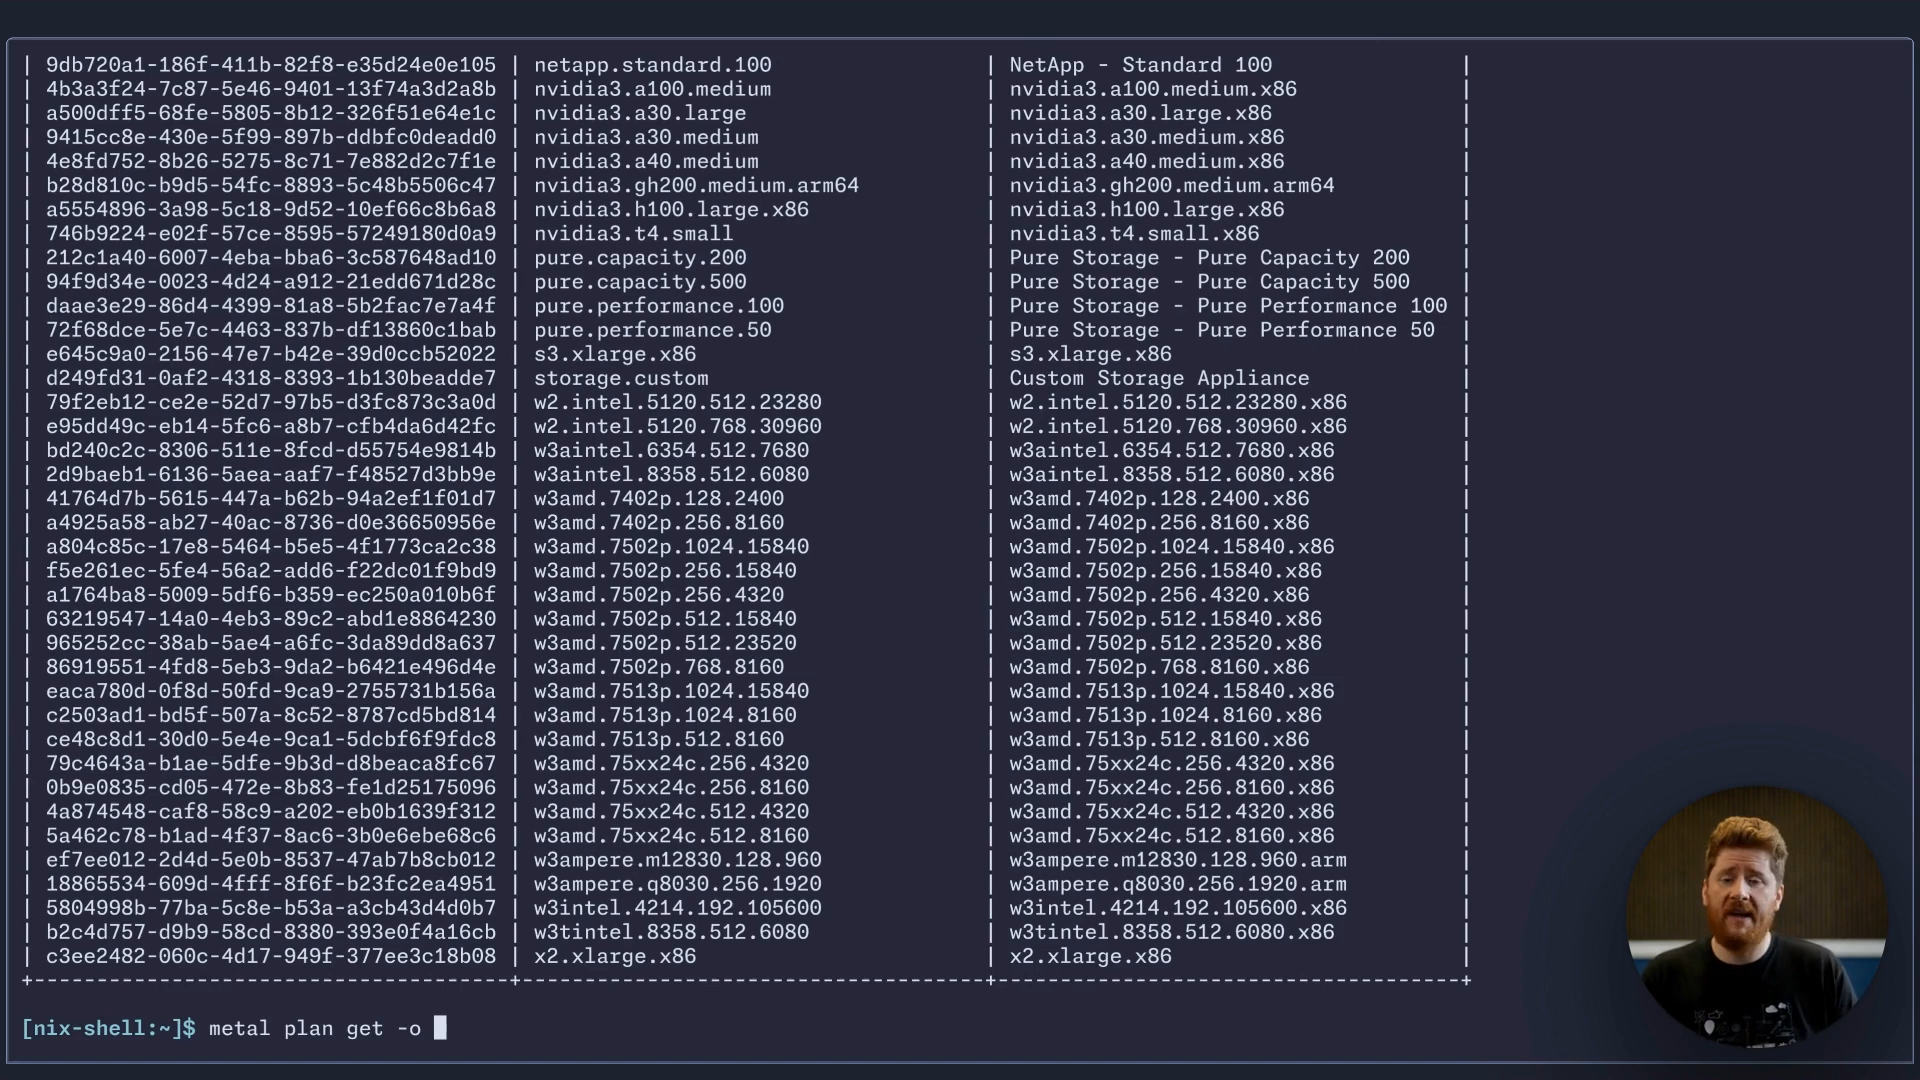 | 9db720a1-186f-411b-82f8-e35d24e0e105 | netapp.standard.100 | NetApp - Standard 100 |
| 4b3a3f24-7c87-5e46-9401-13f74a3d2a8b | nvidia3.a100.medium | nvidia3.a100.medium.x86 |
| a500dff5-68fe-5805-8b12-326f51e64e1c | nvidia3.a30.large | nvidia3.a30.large.x86 |
| 9415cc8e-430e-5f99-897b-ddbfc0deadd0 | nvidia3.a30.medium | nvidia3.a30.medium.x86 |
| 4e8fd752-8b26-5275-8c71-7e882d2c7f1e | nvidia3.a40.medium | nvidia3.a40.medium.x86 |
| b28d810c-b9d5-54fc-8893-5c48b5506c47 | nvidia3.gh200.medium.arm64 | nvidia3.gh200.medium.arm64 |
| a5554896-3a98-5c18-9d52-10ef66c8b6a8 | nvidia3.h100.large.x86 | nvidia3.h100.large.x86 |
| 746b9224-e02f-57ce-8595-57249180d0a9 | nvidia3.t4.small | nvidia3.t4.small.x86 |
| 212c1a40-6007-4eba-bba6-3c587648ad10 | pure.capacity.200 | Pure Storage - Pure Capacity 200 |
| 94f9d34e-0023-4d24-a912-21edd671d28c | pure.capacity.500 | Pure Storage - Pure Capacity 500 |
| daae3e29-86d4-4399-81a8-5b2fac7e7a4f | pure.performance.100 | Pure Storage - Pure Performance 100 |
| 72f68dce-5e7c-4463-837b-df13860c1bab | pure.performance.50 | Pure Storage - Pure Performance 50 |
| e645c9a0-2156-47e7-b42e-39d0ccb52022 | s3.xlarge.x86 | s3.xlarge.x86 |
| d249fd31-0af2-4318-8393-1b130beadde7 | storage.custom | Custom Storage Appliance |
| 79f2eb12-ce2e-52d7-97b5-d3fc873c3a0d | w2.intel.5120.512.23280 | w2.intel.5120.512.23280.x86 |
| e95dd49c-eb14-5fc6-a8b7-cfb4da6d42fc | w2.intel.5120.768.30960 | w2.intel.5120.768.30960.x86 |
| bd240c2c-8306-511e-8fcd-d55754e9814b | w3aintel.6354.512.7680 | w3aintel.6354.512.7680.x86 |
| 2d9baeb1-6136-5aea-aaf7-f48527d3bb9e | w3aintel.8358.512.6080 | w3aintel.8358.512.6080.x86 |
| 41764d7b-5615-447a-b62b-94a2ef1f01d7 | w3amd.7402p.128.2400 | w3amd.7402p.128.2400.x86 |
| a4925a58-ab27-40ac-8736-d0e36650956e | w3amd.7402p.256.8160 | w3amd.7402p.256.8160.x86 |
| a804c85c-17e8-5464-b5e5-4f1773ca2c38 | w3amd.7502p.1024.15840 | w3amd.7502p.1024.15840.x86 |
| f5e261ec-5fe4-56a2-add6-f22dc01f9bd9 | w3amd.7502p.256.15840 | w3amd.7502p.256.15840.x86 |
| a1764ba8-5009-5df6-b359-ec250a010b6f | w3amd.7502p.256.4320 | w3amd.7502p.256.4320.x86 |
| 63219547-14a0-4eb3-89c2-abd1e8864230 | w3amd.7502p.512.15840 | w3amd.7502p.512.15840.x86 |
| 965252cc-38ab-5ae4-a6fc-3da89dd8a637 | w3amd.7502p.512.23520 | w3amd.7502p.512.23520.x86 |
| 86919551-4fd8-5eb3-9da2-b6421e496d4e | w3amd.7502p.768.8160 | w3amd.7502p.768.8160.x86 |
| eaca780d-0f8d-50fd-9ca9-2755731b156a | w3amd.7513p.1024.15840 | w3amd.7513p.1024.15840.x86 |
| c2503ad1-bd5f-507a-8c52-8787cd5bd814 | w3amd.7513p.1024.8160 | w3amd.7513p.1024.8160.x86 |
| ce48c8d1-30d0-5e4e-9ca1-5dcbf6f9fdc8 | w3amd.7513p.512.8160 | w3amd.7513p.512.8160.x86 |
| 79c4643a-b1ae-5dfe-9b3d-d8beaca8fc67 | w3amd.75xx24c.256.4320 | w3amd.75xx24c.256.4320.x86 |
| 0b9e0835-cd05-472e-8b83-fe1d25175096 | w3amd.75xx24c.256.8160 | w3amd.75xx24c.256.8160.x86 |
| 4a874548-caf8-58c9-a202-eb0b1639f312 | w3amd.75xx24c.512.4320 | w3amd.75xx24c.512.4320.x86 |
| 5a462c78-b1ad-4f37-8ac6-3b0e6ebe68c6 | w3amd.75xx24c.512.8160 | w3amd.75xx24c.512.8160.x86 |
| ef7ee012-2d4d-5e0b-8537-47ab7b8cb012 | w3ampere.m12830.128.960 | w3ampere.m12830.128.960.arm |
| 18865534-609d-4fff-8f6f-b23fc2ea4951 | w3ampere.q8030.256.1920 | w3ampere.q8030.256.1920.arm |
| 5804998b-77ba-5c8e-b53a-a3cb43d4d0b7 | w3intel.4214.192.105600 | w3intel.4214.192.105600.x86 |
| b2c4d757-d9b9-58cd-8380-393e0f4a16cb | w3tintel.8358.512.6080 | w3tintel.8358.512.6080.x86 |
| c3ee2482-060c-4d17-949f-377ee3c18b08 | x2.xlarge.x86 | x2.xlarge.x86 |
+--------------------------------------+-------------------------------------+-------------------------------------+
[nix-shell:~]$ metal plan get -o